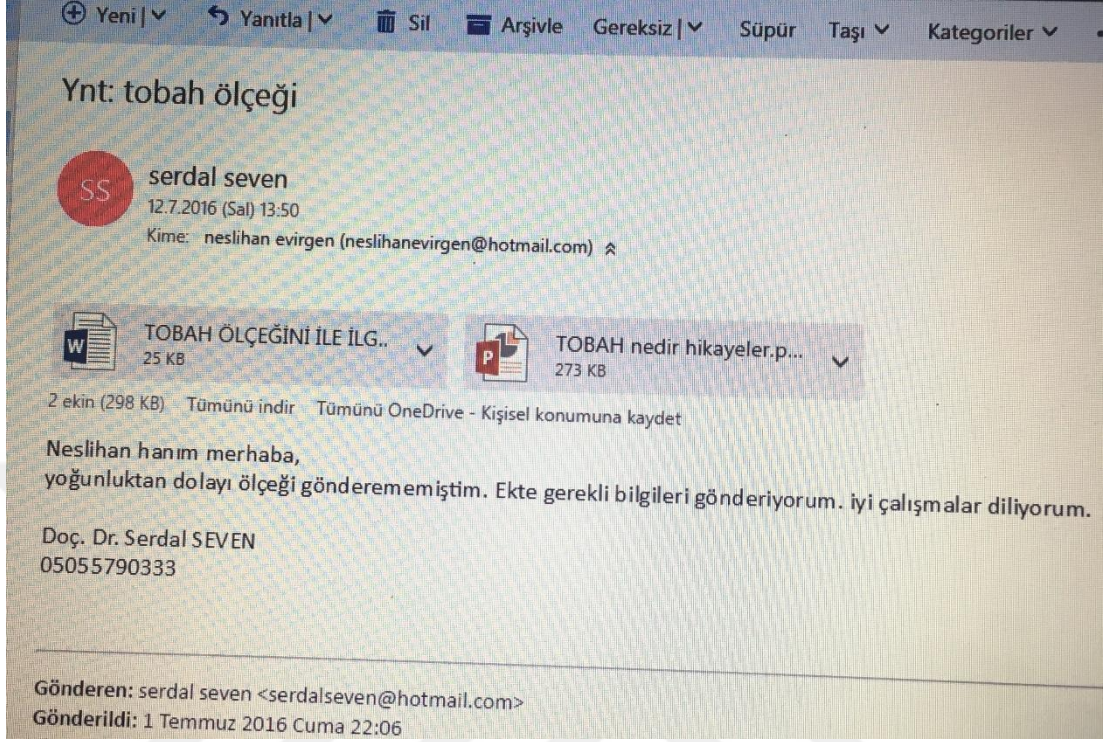 Yeni | Yanıtla | Sil Arşivle Gereksiz | Süpür Taşı Kategoriler
Ynt: tobah ölçeği
SS
serdal seven
12.7.2016 (Sal) 13:50
Kime: neslihan evirgen (neslihanevirgen@hotmail.com)
W TOBAH ÖLÇEĞİNİ İLE İLG.. P TOBAH nedir hikayeler.p...
25 KB 273 KB
2 ekin (298 KB) Tümünü indir Tümünü OneDrive - Kişisel konumuna kaydet
Neslihan hanım merhaba,
yoğunluktan dolayı ölçeği gönderememiştim. Ekte gerekli bilgileri gönderiyorum. iyi çalışmalar diliyorum.
Doç. Dr. Serdal SEVEN
05055790333
Gönderen: serdal seven <serdalseven@hotmail.com>
Gönderildi: 1 Temmuz 2016 Cuma 22:06